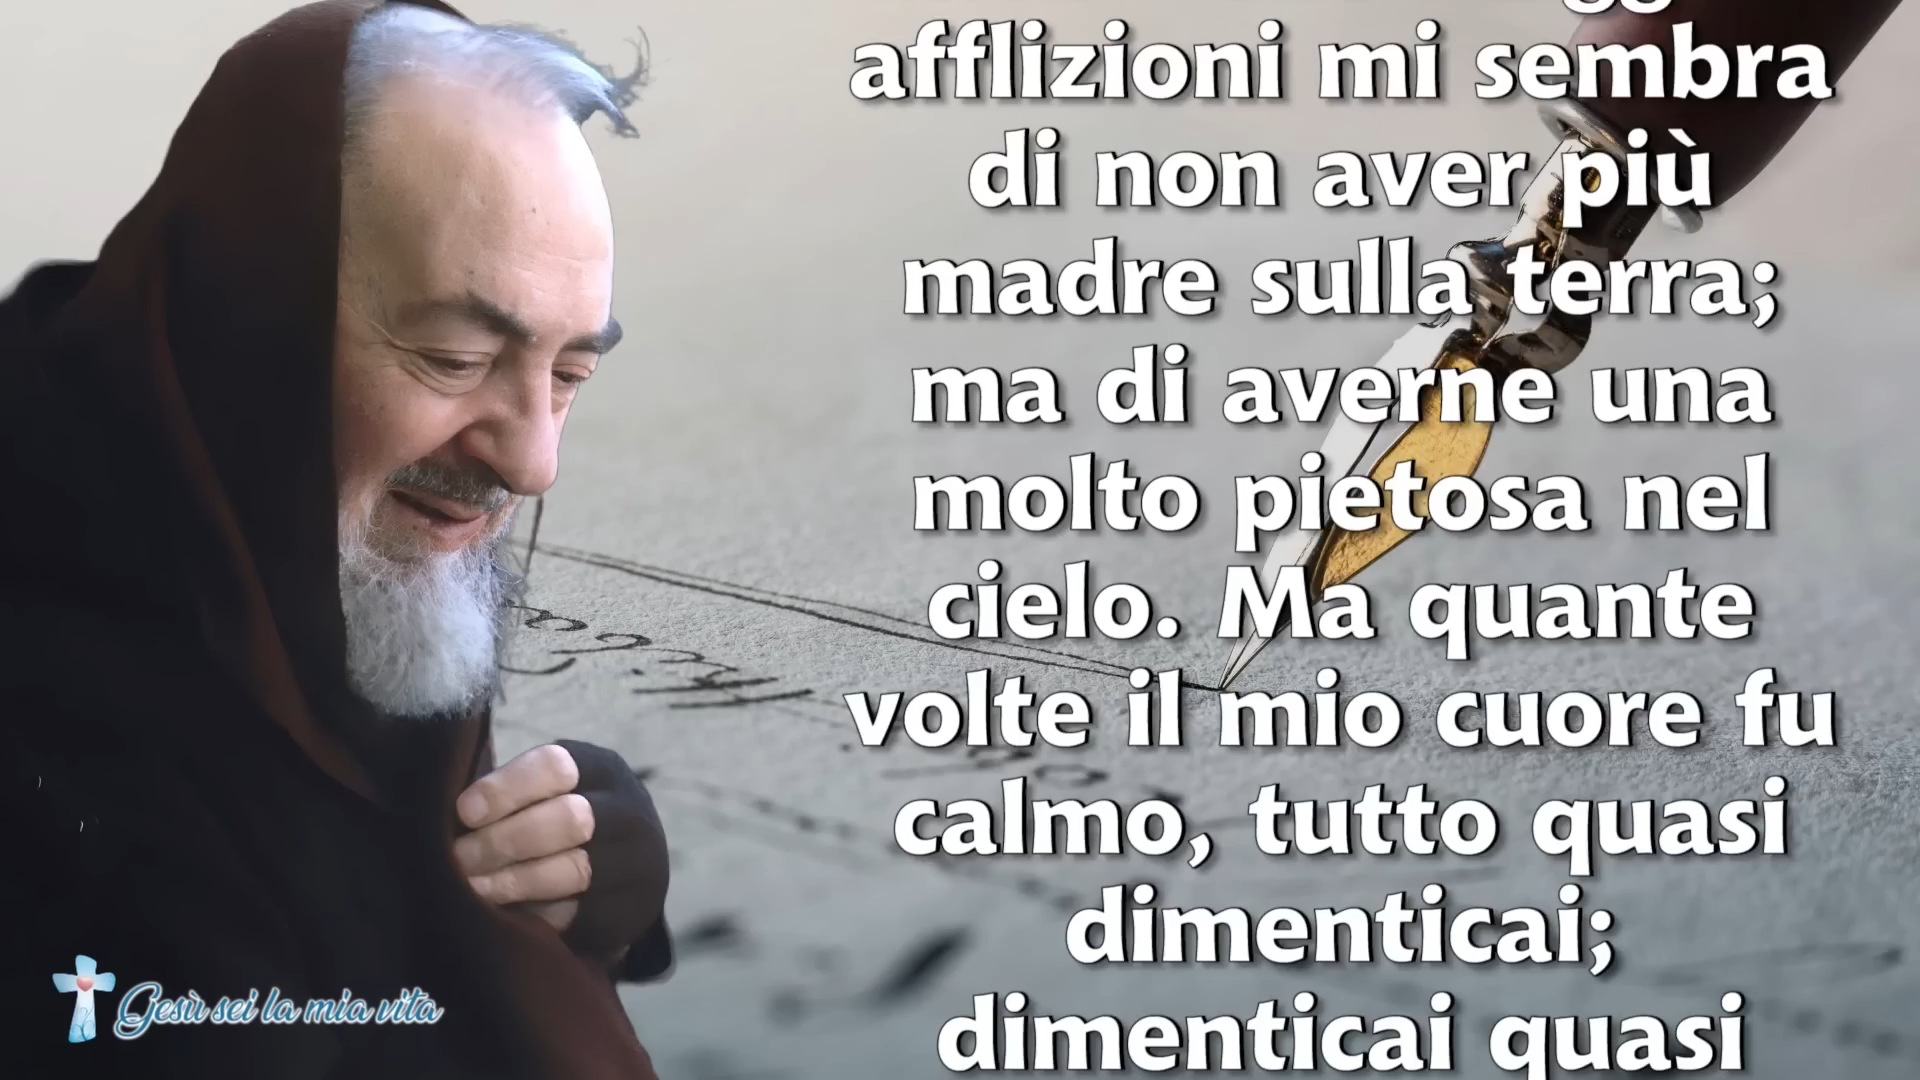 afflizioni mi sembra
di non aver più
madre sulla terra;
ma di averne una
molto pietosa nel
cielo. Ma quante
volte il mio cuore fu
calmo, tutto quasi
dimenticai;
dimenticai quasi
Gesù sei la mia vita